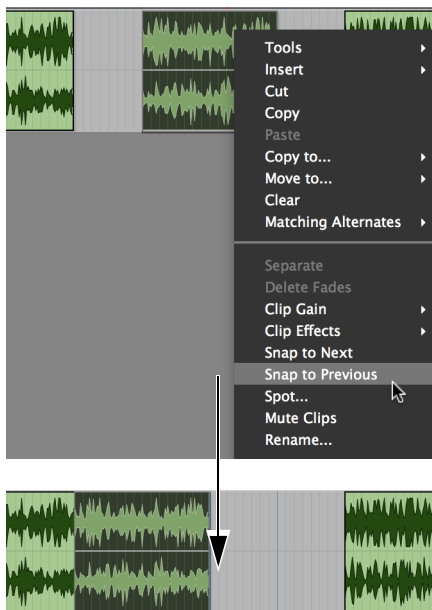 Tools
Insert
Cut
Copy
Paste
Copy to...
Move to...
Clear
Matching Alternates
Separate
Delete Fades
Clip Gain
Clip Effects
Snap to Next
Snap to Previous
Spot...
Mute Clips
Rename...